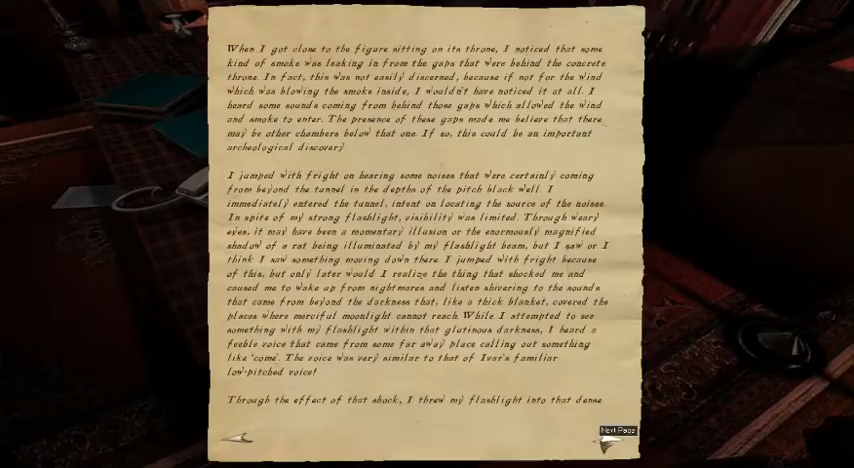 When I got close to the figure sitting on its throne, I noticed that some
kind of smoke was leaking in from the gaps that were behind the concrete
throne. In fact, this was not easily discerned, because if not for the wind
which was blowing the smoke inside, I wouldn't have noticed it at all. I
heard some sounds coming from behind those gaps which allowed the wind
and smoke to enter. The presence of these gaps made me believe that there
may be other chambers below that one. If so, this could be an important
archeological discovery!
I jumped with fright on hearing some noises that were certainly coming
from beyond the tunnel in the depths of the pitch black well. I
immediately entered the tunnel, intent on locating the source of the noises.
In spite of my strong flashlight, visibility was limited. Through weary
eyes, it may have been a momentary illusion or the enormously magnified
shadow of a rat being illuminated by my flashlight beam, but I saw or I
think I saw something moving down there. I jumped with fright because
of this, but only later would I realize the thing that shocked me and
caused me to wake up from nightmares and listen shivering to the sounds
that came from beyond the darkness that, like a thick blanket, covered the
places where merciful moonlight cannot reach. While I attempted to see
something with my flashlight within that glutinous darkness, I heard a
feeble voice that came from some far away place calling out something
like 'come'. The voice was very similar to that of Ivar's familiar
low-pitched voice!
Through the effect of that shock, I threw my flashlight into that dense
Next Page